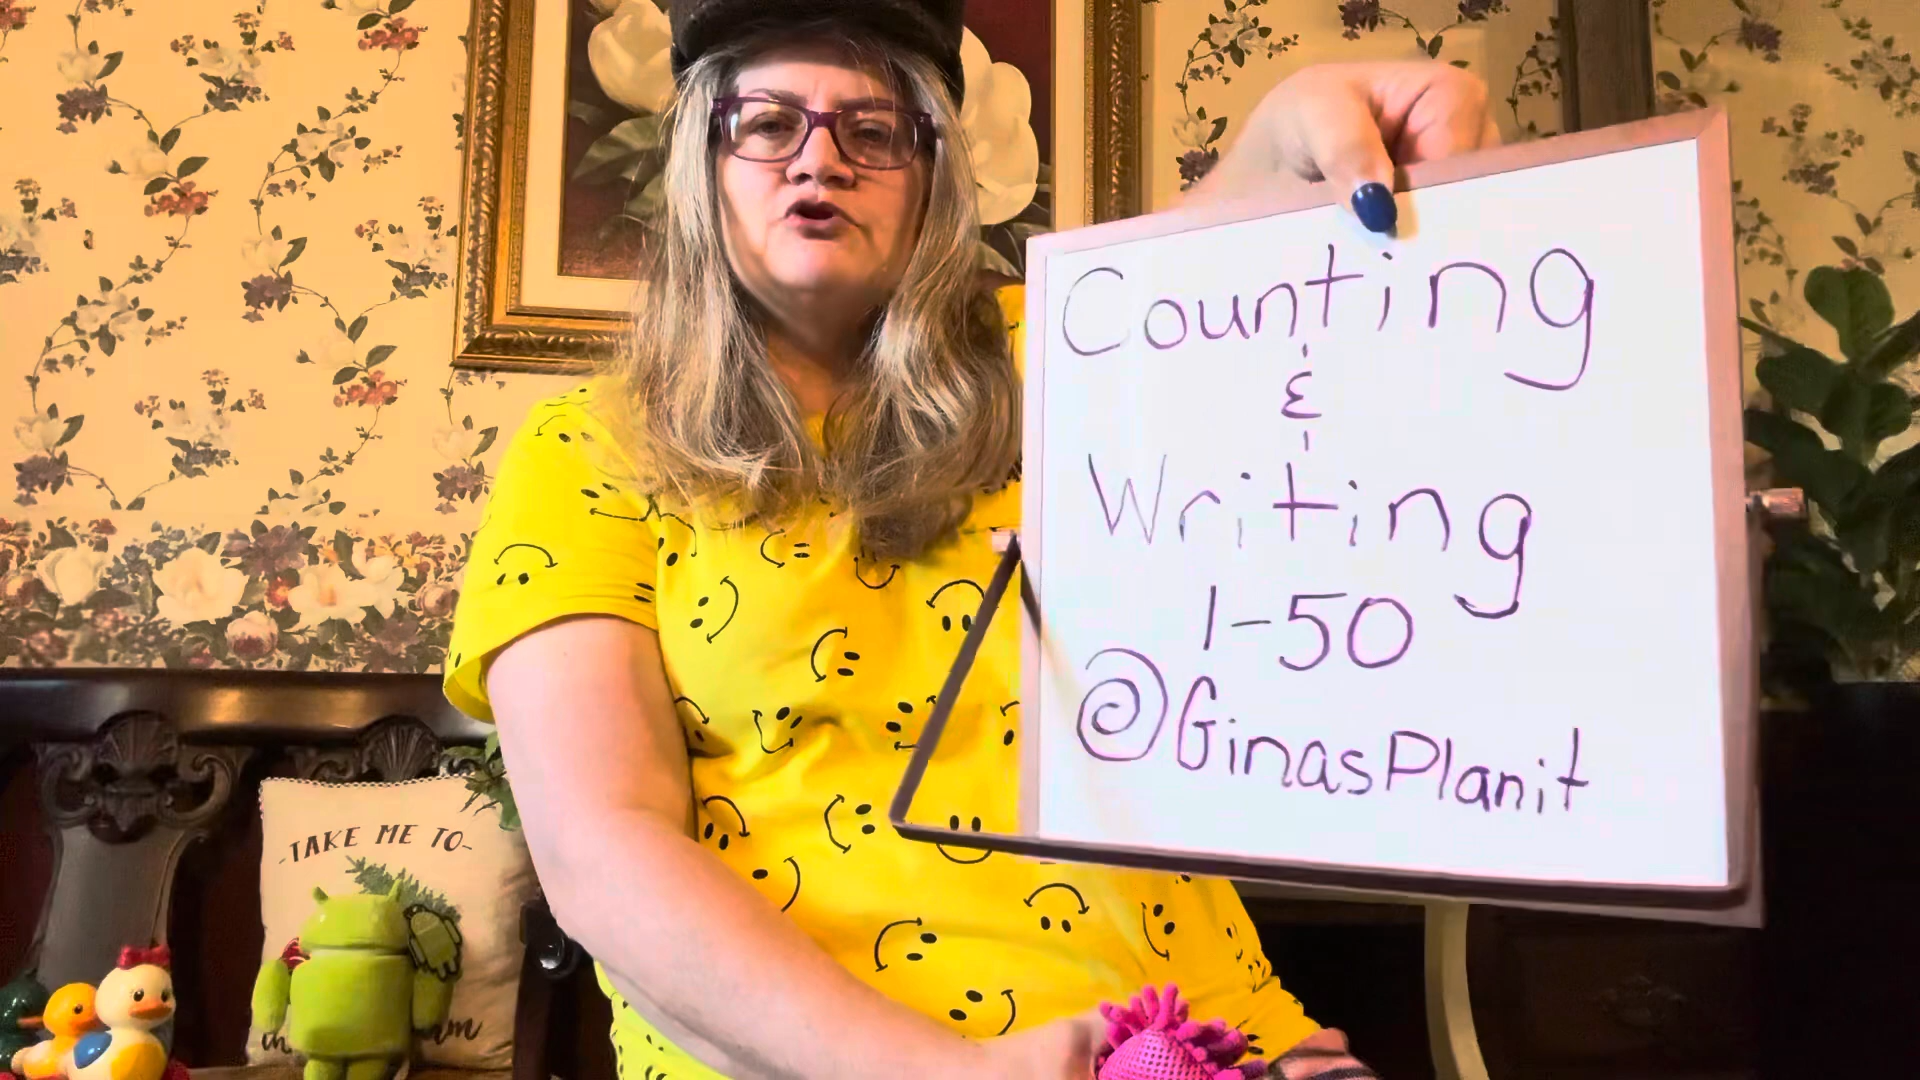 Counting
&
Writing
1-50
@GinasPlanit
-TAKE ME TO-